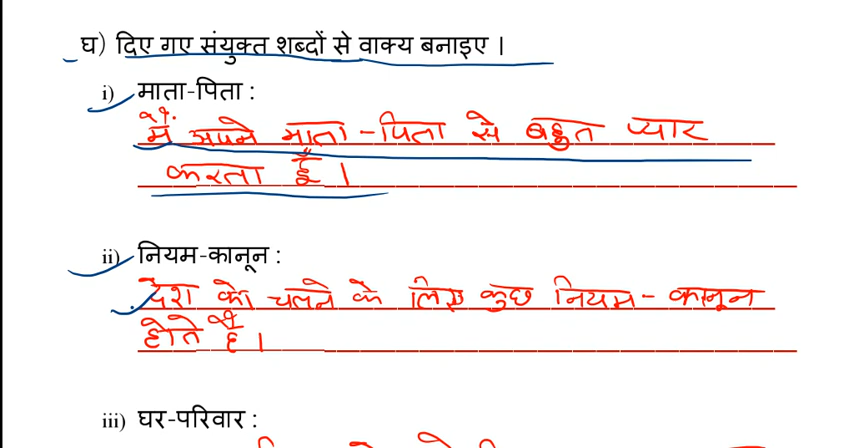 घ) दिए गए संयुक्त शब्दों से वाक्य बनाइए ।
i) माता-पिता :
मैं अपने माता-पिता से बहुत प्यार
करता हूँ ।
ii) नियम-कानून :
देश को चलने के लिए कुछ नियम-कानून
होते हैं ।
iii) घर-परिवार :